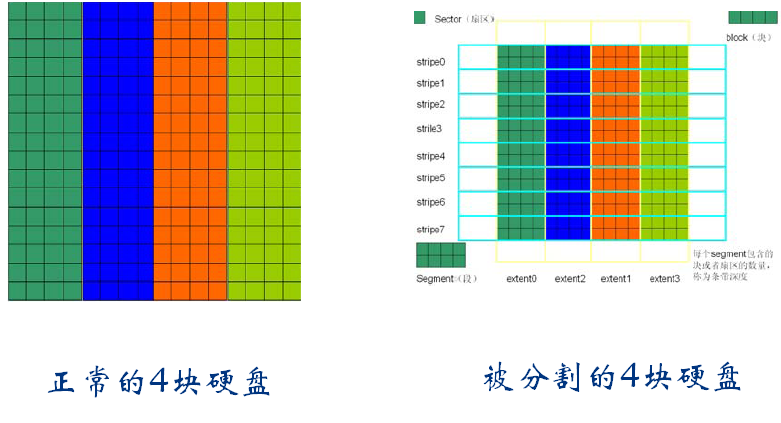 Sector（扇区）
block（块）
stripe0
stripe1
stripe2
strile3
stripe4
stripe5
stripe6
stripe7
Segment（段）
extent0
extent2
extent1
extent3
每个segment包含的
块或者扇区的数量，
称为条带深度
正常的4块硬盘
被分割的4块硬盘